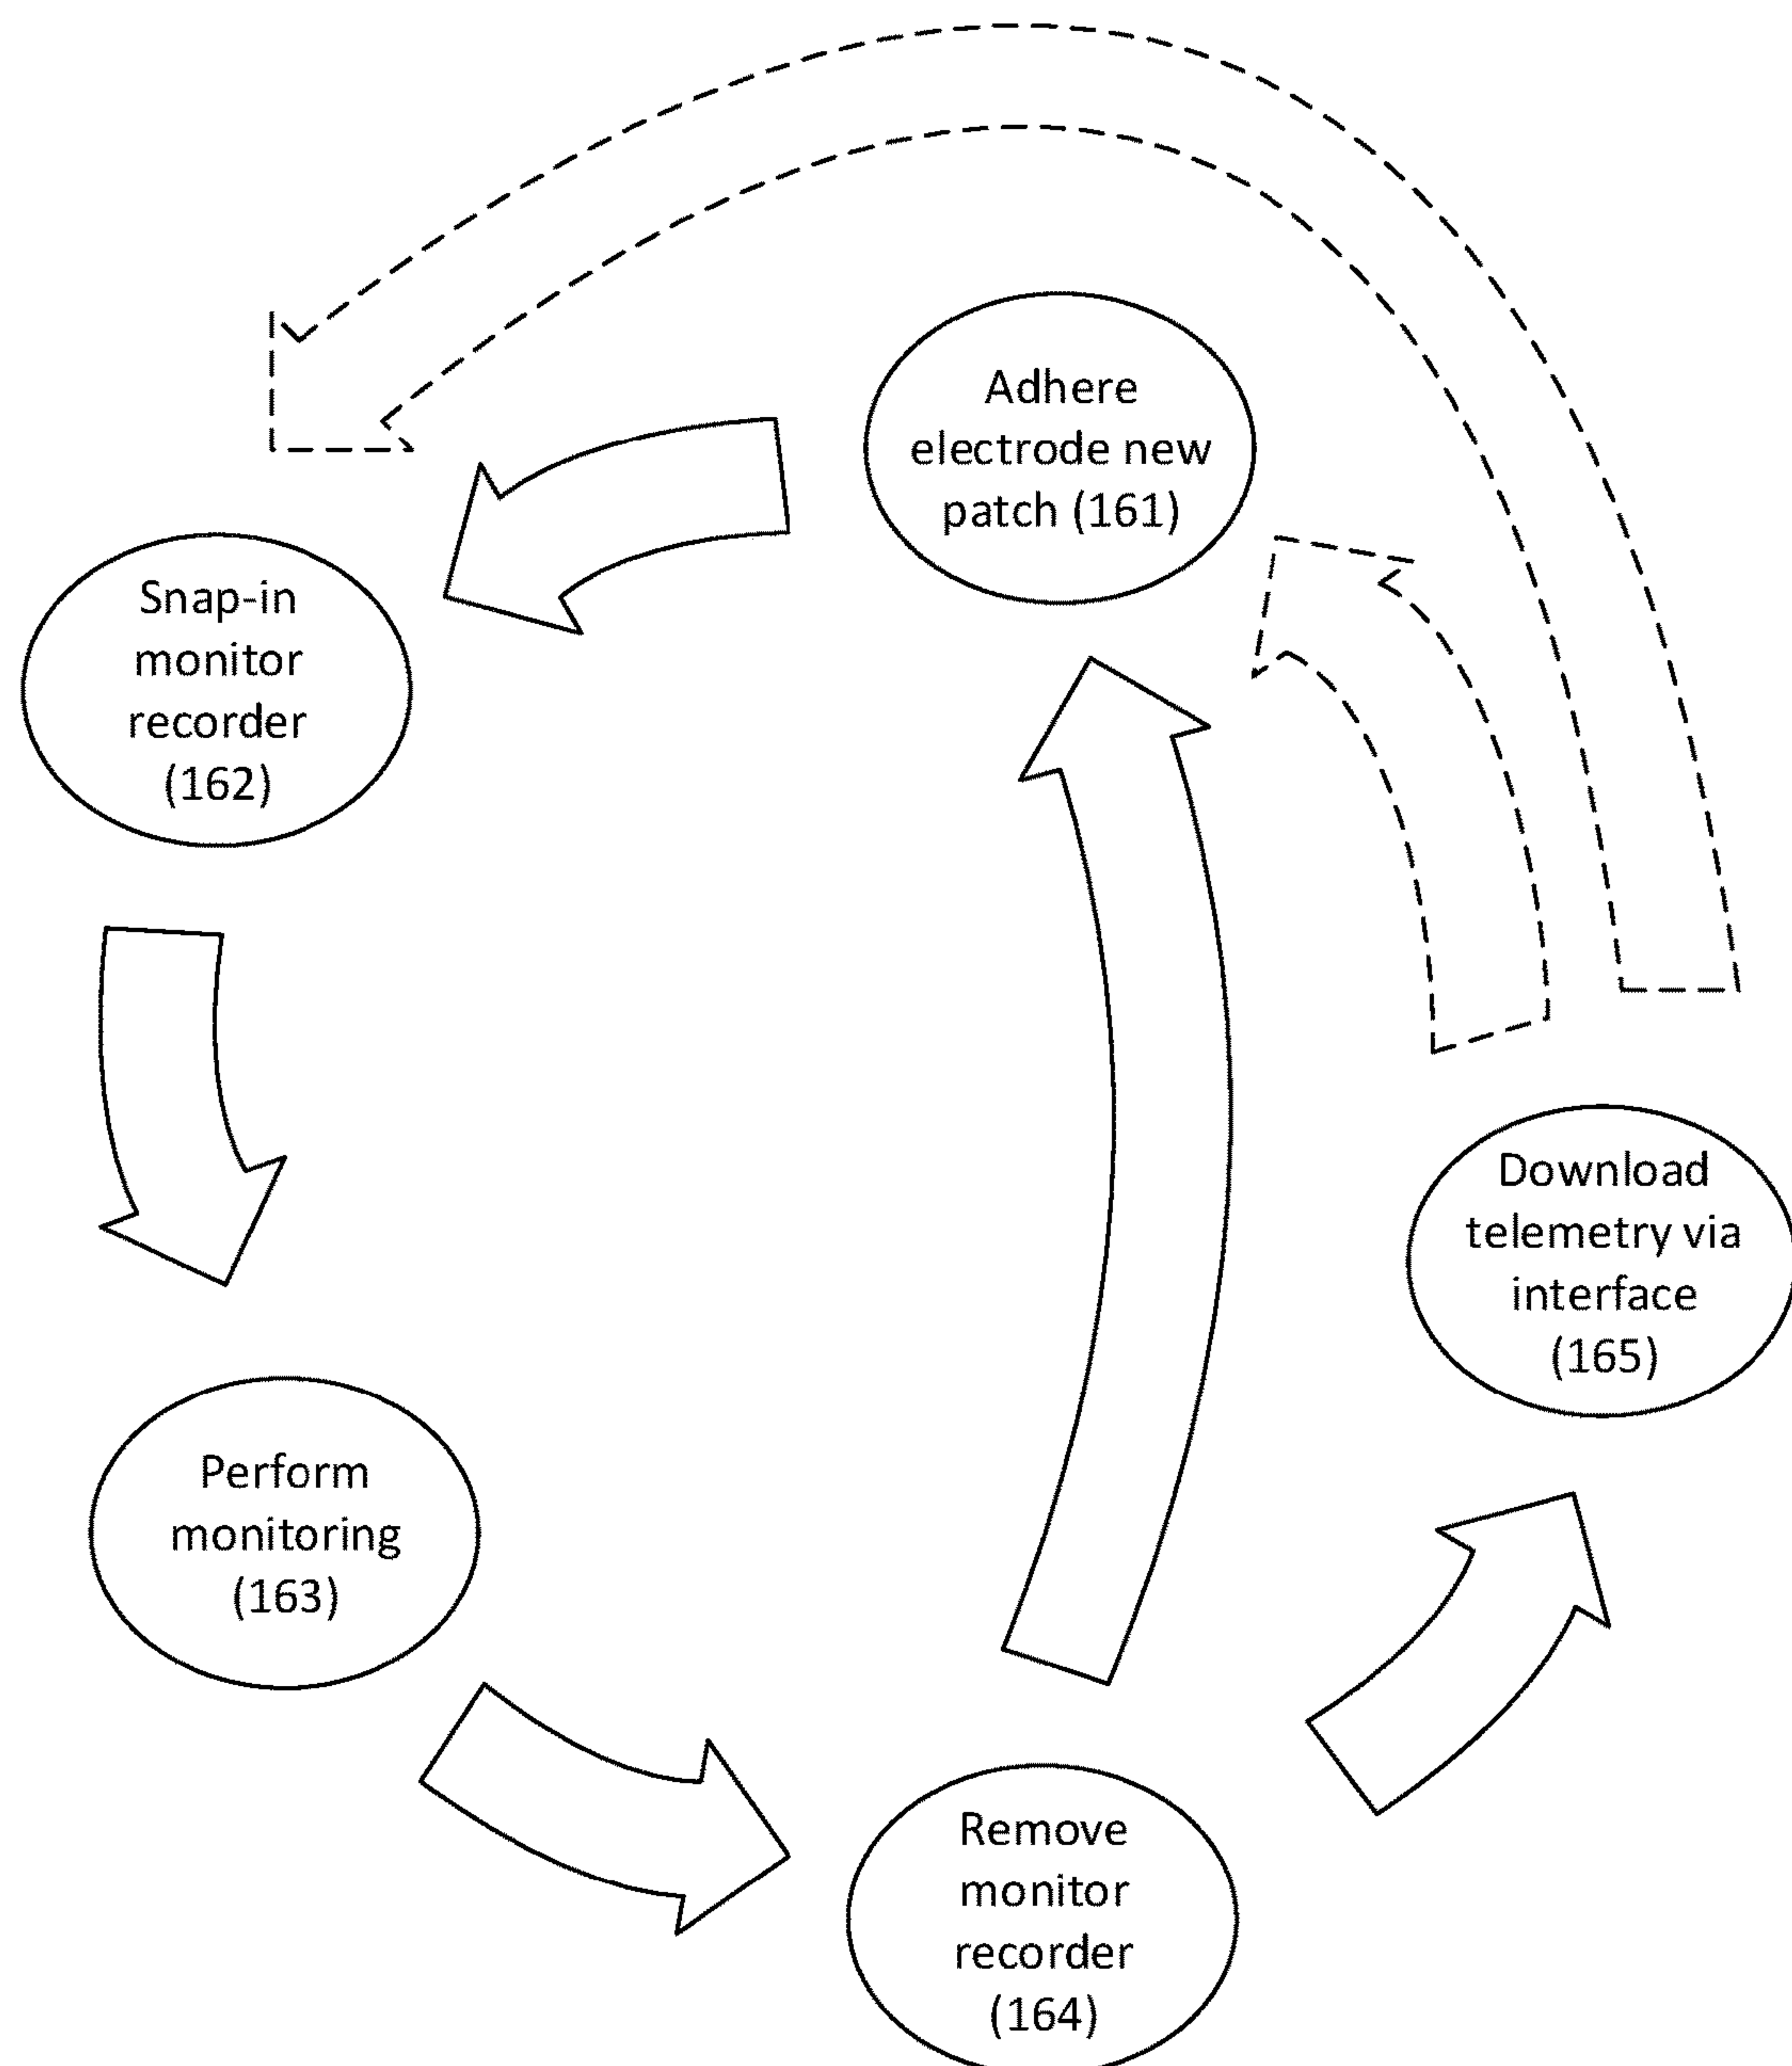 Adhere
electrode new
patch (161)
Snap-in
monitor
recorder
(162)
Download
telemetry via
interface
(165)
Perform
monitoring
(163)
Remove
monitor
recorder
(164)